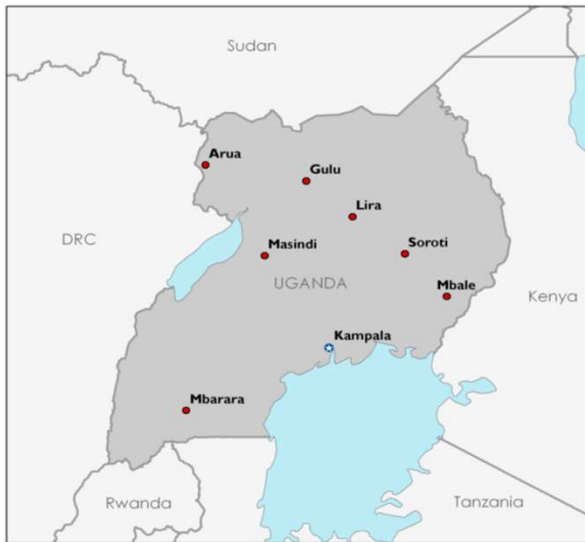 Sudan
Arua
Gulu
Lira
DRC
Masindi
Soroti
UGANDA
Mbale
Kenya
Kampala
Mbarara
Rwanda
Tanzania